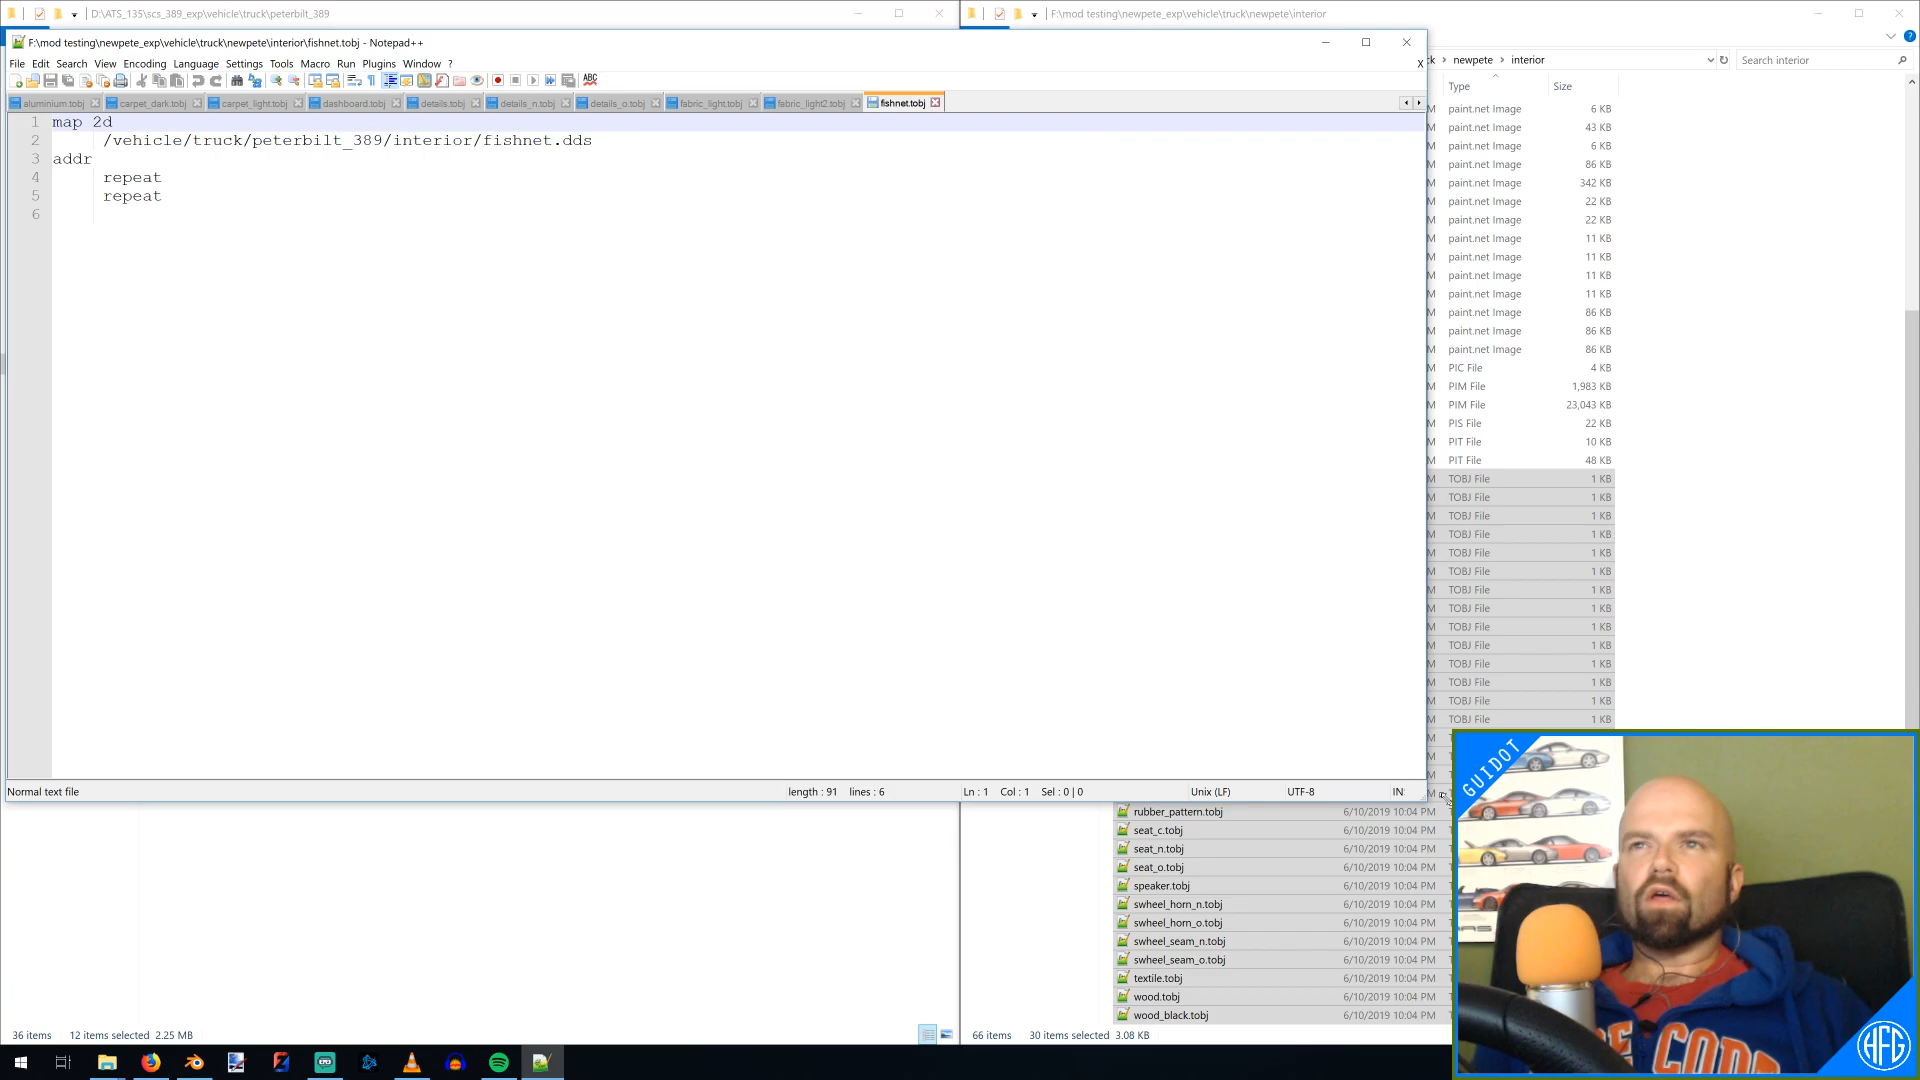 D:\ATS_135\scs_389_exp\vehicle\truck\peterbilt_389
F:\mod testing\newpete_exp\vehicle\truck\newpete\interior
F:\mod testing\newpete_exp\vehicle\truck\newpete\interior\fishnet.tobj - Notepad++
File Edit Search View Encoding Language Settings Tools Macro Run Plugins Window ?
X
ck › newpete › interior
Search interior
aluminium.tobj
carpet_dark.tobj
carpet_light.tobj
dashboard.tobj
details.tobj
details_n.tobj
details_o.tobj
fabric_light.tobj
fabric_light2.tobj
fishnet.tobj
1 map 2d
2 /vehicle/truck/peterbilt_389/interior/fishnet.dds
3 addr
4 repeat
5 repeat
6
Normal text file
length : 91 lines : 6
Ln : 1 Col : 1 Sel : 0 | 0
Unix (LF)
UTF-8
IN:
Type Size
M paint.net Image 6 KB
M paint.net Image 43 KB
M paint.net Image 6 KB
M paint.net Image 86 KB
M paint.net Image 342 KB
M paint.net Image 22 KB
M paint.net Image 22 KB
M paint.net Image 11 KB
M paint.net Image 11 KB
M paint.net Image 11 KB
M paint.net Image 11 KB
M paint.net Image 86 KB
M paint.net Image 86 KB
M paint.net Image 86 KB
M PIC File 4 KB
M PIM File 1,983 KB
M PIM File 23,043 KB
M PIS File 22 KB
M PIT File 10 KB
M PIT File 48 KB
M TOBJ File 1 KB
M TOBJ File 1 KB
M TOBJ File 1 KB
M TOBJ File 1 KB
M TOBJ File 1 KB
M TOBJ File 1 KB
M TOBJ File 1 KB
M TOBJ File 1 KB
M TOBJ File 1 KB
M TOBJ File 1 KB
M TOBJ File 1 KB
M TOBJ File 1 KB
M TOBJ File 1 KB
M TOBJ File 1 KB
rubber_pattern.tobj 6/10/2019 10:04 PM
seat_c.tobj 6/10/2019 10:04 PM
seat_n.tobj 6/10/2019 10:04 PM
seat_o.tobj 6/10/2019 10:04 PM
speaker.tobj 6/10/2019 10:04 PM
swheel_horn_n.tobj 6/10/2019 10:04 PM
swheel_horn_o.tobj 6/10/2019 10:04 PM
swheel_seam_n.tobj 6/10/2019 10:04 PM
swheel_seam_o.tobj 6/10/2019 10:04 PM
textile.tobj 6/10/2019 10:04 PM
wood.tobj 6/10/2019 10:04 PM
wood_black.tobj 6/10/2019 10:04 PM
36 items 12 items selected 2.25 MB
66 items 30 items selected 3.08 KB
GUIDOT
HFG